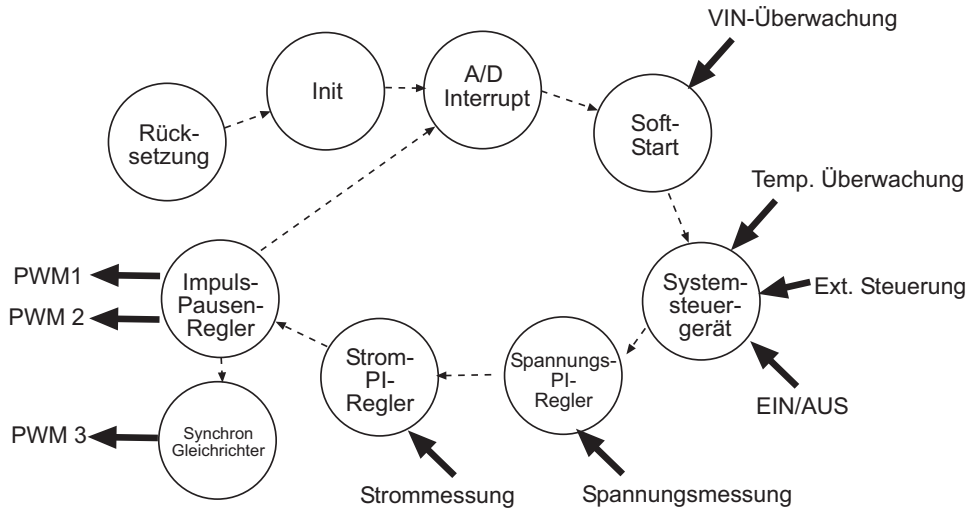 VIN-Überwachung
Rück-
setzung
Init
A/D
Interrupt
Soft-
Start
Temp. Überwachung
System-
steuer-
gerät
Ext. Steuerung
EIN/AUS
Spannungs-
PI-
Regler
Spannungsmessung
Strom-
PI-
Regler
Strommessung
Impuls-
Pausen-
Regler
PWM1
PWM 2
Synchron
Gleichrichter
PWM 3